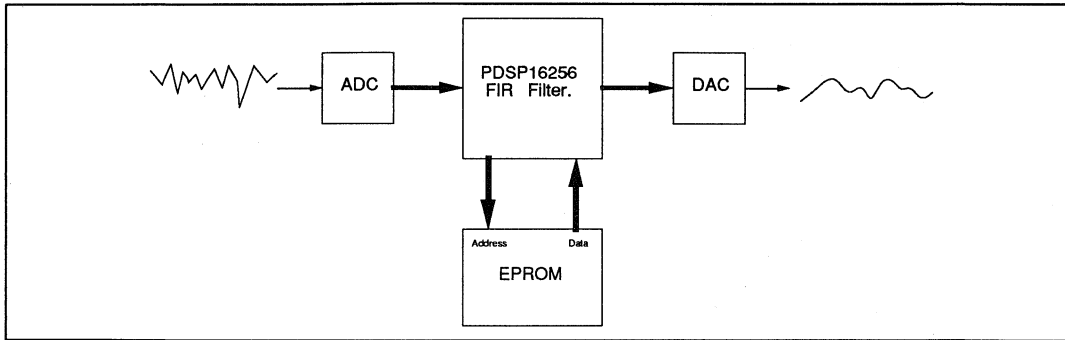 ADC
PDSP16256
FIR Filter.
DAC
Address
Data
EPROM